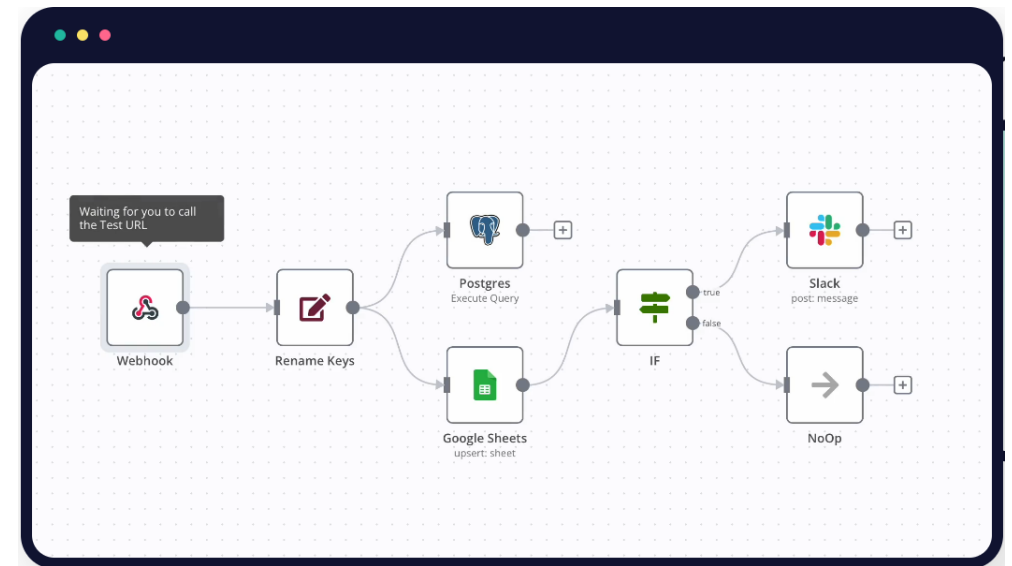 Waiting for you to call
the Test URL
Webhook
Rename Keys
Postgres
Execute Query
Google Sheets
upsert: sheet
IF
true
false
Slack
post: message
NoOp